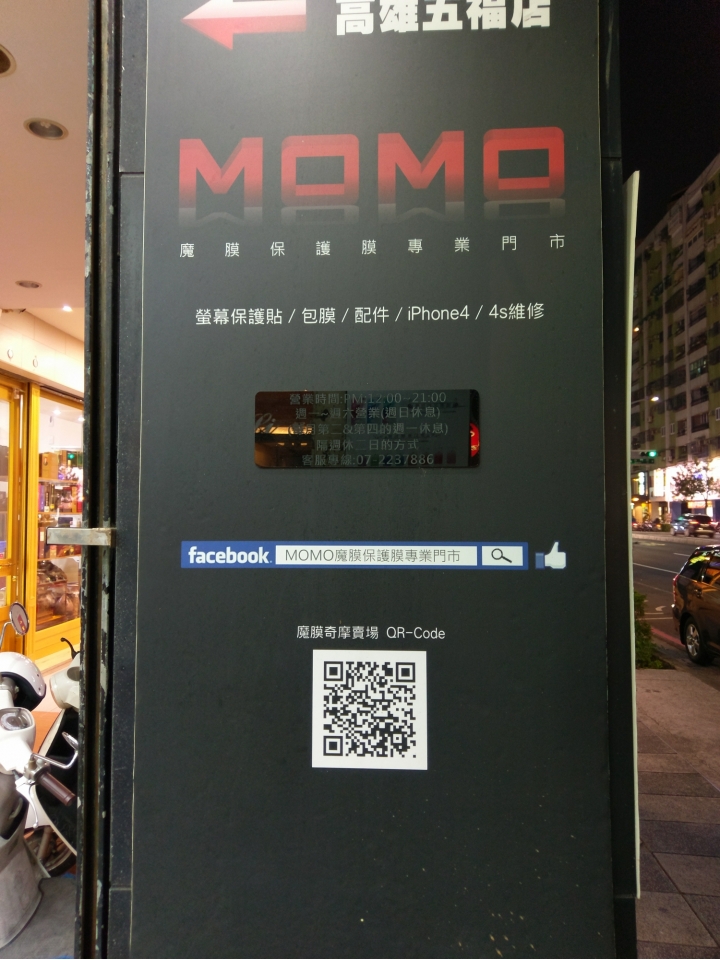 高雄五福店
MOMO
魔膜保護膜專業門市
螢幕保護貼 / 包膜 / 配件 / iPhone4 / 4s維修
營業時間:PM:12:00~21:00
週一~週六營業(週日休息)
第二&第四的週一休息)
隔週休二日的方式
客服專線:07-2237886
facebook MOMO魔膜保護膜專業門市
魔膜奇摩賣場 QR-Code